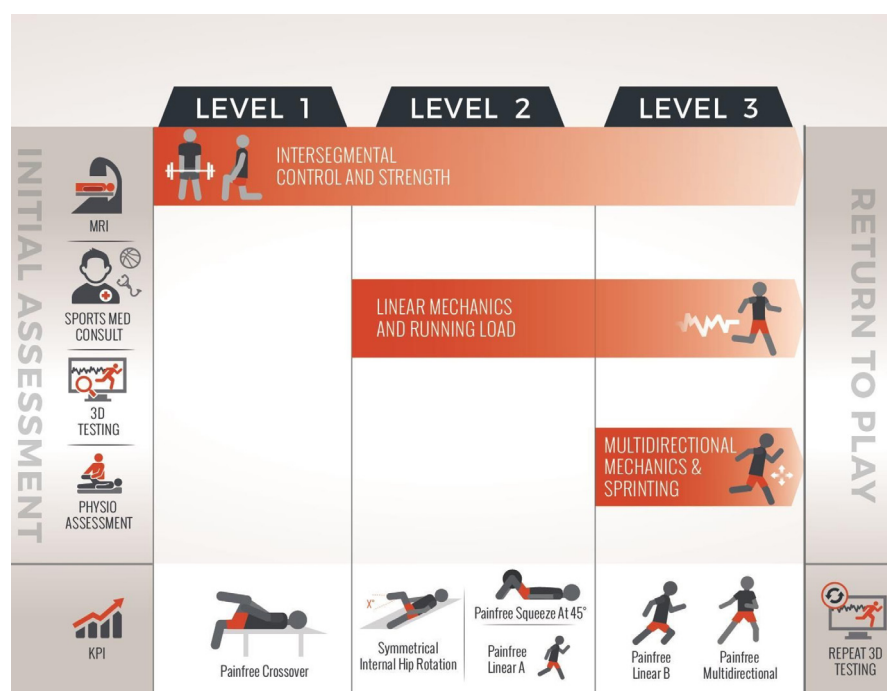 LEVEL 1
LEVEL 2
LEVEL 3
INITIAL ASSESSMENT
MRI
SPORTS MED
CONSULT
3D
TESTING
PHYSIO
ASSESSMENT
INTERSEGMENTAL
CONTROL AND STRENGTH
LINEAR MECHANICS
AND RUNNING LOAD
MULTIDIRECTIONAL
MECHANICS &
SPRINTING
RETURN TO PLAY
KPI
Painfree Crossover
X°
Symmetrical
Internal Hip Rotation
Painfree Squeeze At 45°
Painfree
Linear A
Painfree
Linear B
Painfree
Multidirectional
REPEAT 3D
TESTING